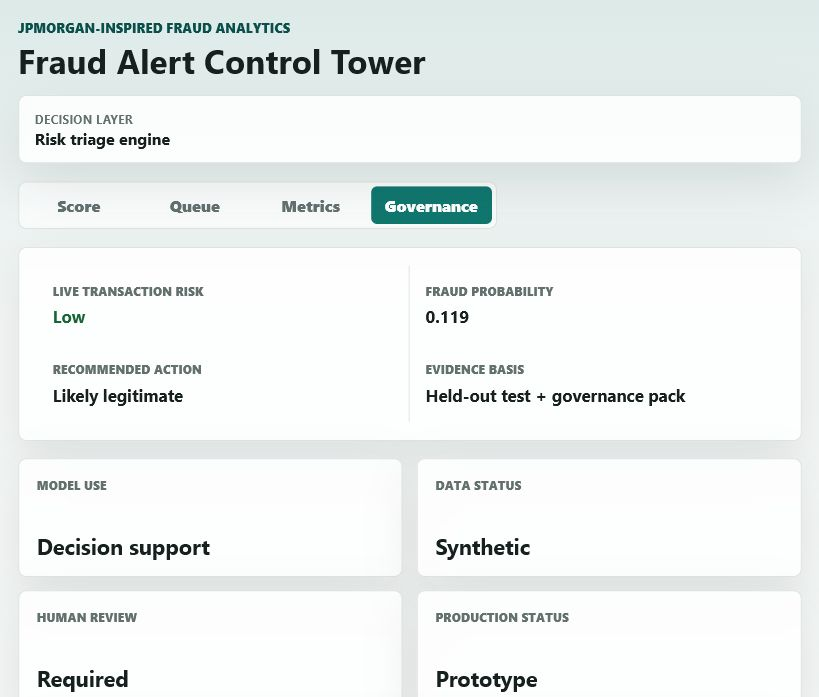 JPMORGAN-INSPIRED FRAUD ANALYTICS
Fraud Alert Control Tower
DECISION LAYER
Risk triage engine
Score Queue Metrics Governance
LIVE TRANSACTION RISK
Low
FRAUD PROBABILITY
0.119
RECOMMENDED ACTION
Likely legitimate
EVIDENCE BASIS
Held-out test + governance pack
MODEL USE
Decision support
DATA STATUS
Synthetic
HUMAN REVIEW
Required
PRODUCTION STATUS
Prototype